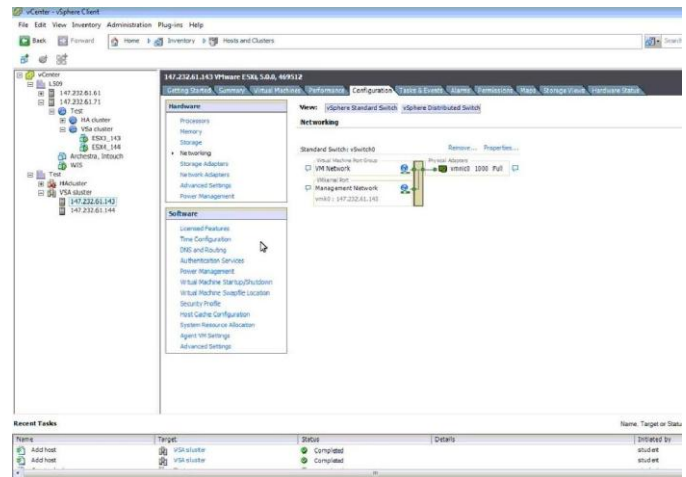 vCenter - vSphere Client
File Edit View Inventory Administration Plug-ins Help
Back Forward Home Inventory Hosts and Clusters
vCenter
LS09
147.232.61.61
147.232.61.71
Test
HA cluster
VSa cluster
ESXi_143
ESXi_144
Archestra, Intouch
WIS
Test
HAcluster
VSA cluster
147.232.61.143
147.232.61.144
147.232.61.143 VMware ESXi, 5.0.0, 469512
Getting Started Summary Virtual Machines Performance Configuration Tasks & Events Alarms Permissions Maps Storage Views Hardware Status
Hardware
Processors
Memory
Storage
Networking
Storage Adapters
Network Adapters
Advanced Settings
Power Management
Software
Licensed Features
Time Configuration
DNS and Routing
Authentication Services
Power Management
Virtual Machine Startup/Shutdown
Virtual Machine Swapfile Location
Security Profile
Host Cache Configuration
System Resource Allocation
Agent VM Settings
Advanced Settings
View: vSphere Standard Switch vSphere Distributed Switch
Networking
Standard Switch: vSwitch0 Remove... Properties...
Virtual Machine Port Group Physical Adapters
VM Network vmnic0 1000 Full
VMkernel Port
Management Network
vmk0 : 147.232.61.143
Recent Tasks Name, Target or Statu
Name Target Status Details Initiated by
Add host VSA cluster Completed student
Add host VSA cluster Completed student